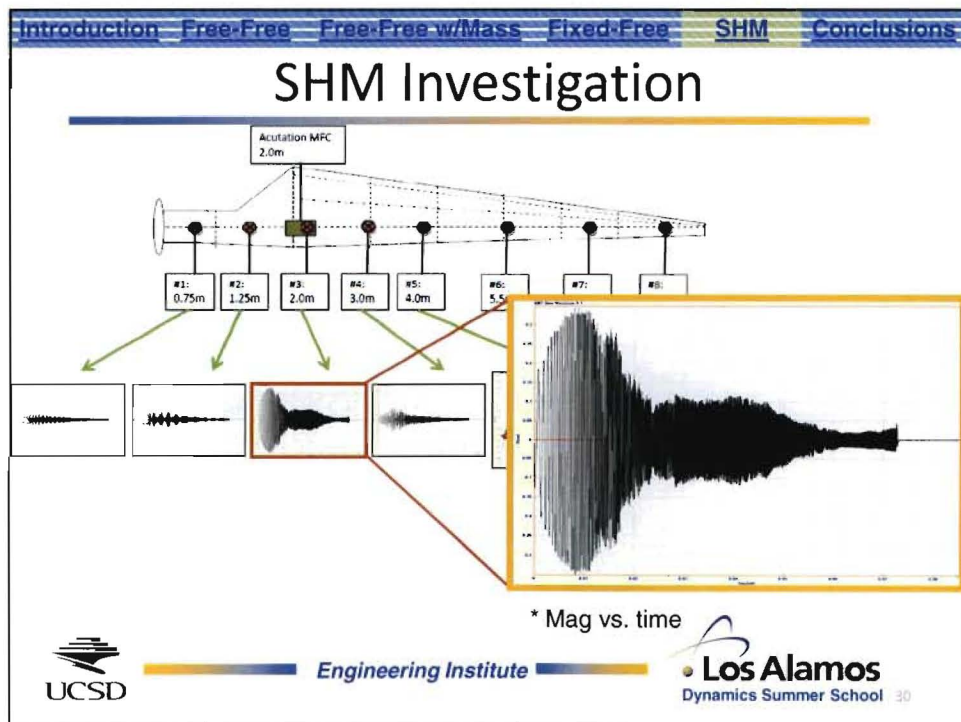 Introduction Free-Free Free-Free w/Mass Fixed-Free SHM Conclusions
SHM Investigation
Acutation MFC
2.0m
#1:
0.75m
#2:
1.25m
#3:
2.0m
#4:
3.0m
#5:
4.0m
#6:
#7:
#8:
* Mag vs. time
UCSD
Engineering Institute
Los Alamos
Dynamics Summer School 30